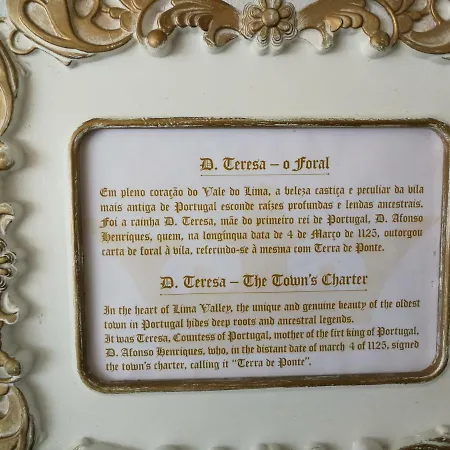 D. Teresa – o Foral
Em pleno coração do Vale do Lima, a beleza castiça e peculiar da vila
mais antiga de Portugal esconde raízes profundas e lendas ancestrais.
Foi a rainha D. Teresa, mãe do primeiro rei de Portugal, D. Afonso
Henriques, quem, na longínqua data de 4 de Março de 1125, outorgou
carta de foral à vila, referindo-se à mesma com Terra de Ponte.
D. Teresa – The Town's Charter
In the heart of Lima Valley, the unique and genuine beauty of the oldest
town in Portugal hides deep roots and ancestral legends.
It was Teresa, Countess of Portugal, mother of the firt king of Portugal,
D. Afonso Henriques, who, in the distant date of march 4 of 1125, signed
the town's charter, calling it "Terra de Ponte".